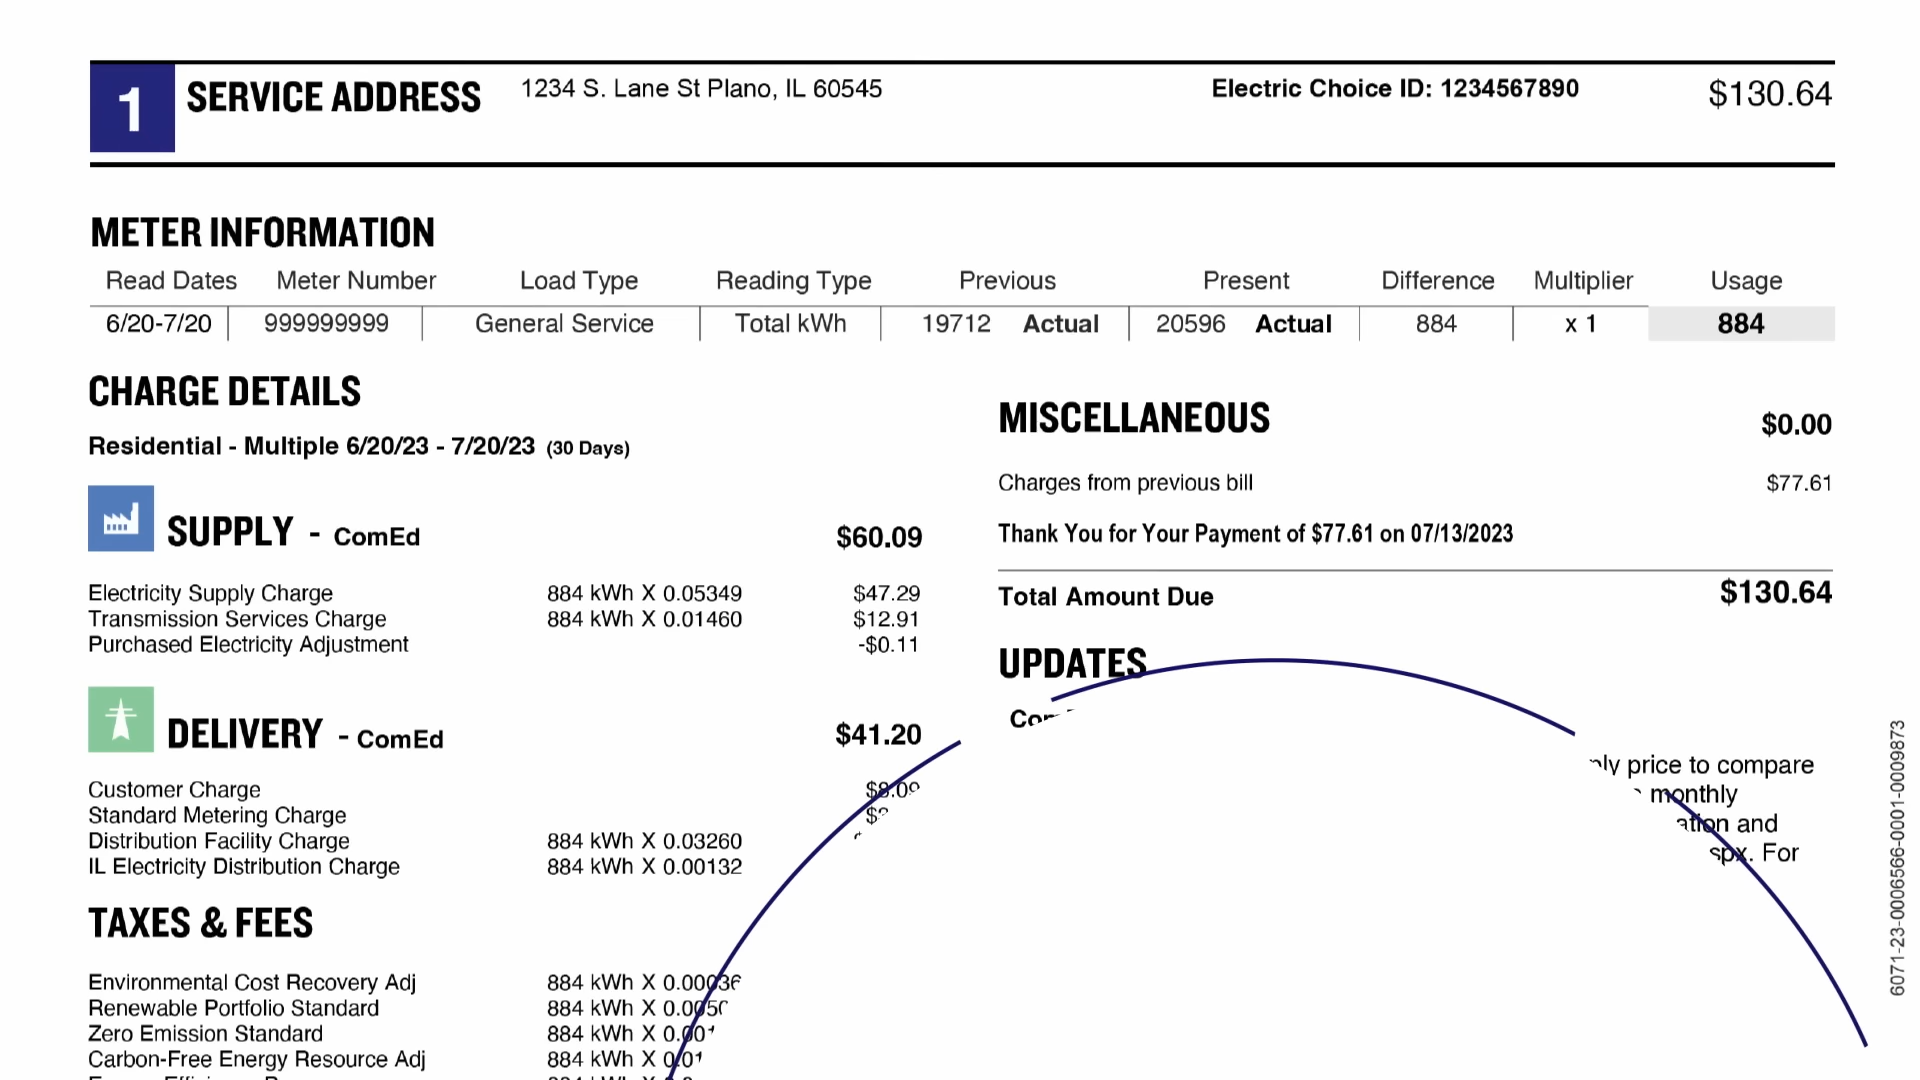 1 SERVICE ADDRESS 1234 S. Lane St Plano, IL 60545 Electric Choice ID: 1234567890 $130.64
METER INFORMATION
Read Dates Meter Number Load Type Reading Type Previous Present Difference Multiplier Usage
6/20-7/20 999999999 General Service Total kWh 19712 Actual 20596 Actual 884 x 1 884
CHARGE DETAILS
Residential - Multiple 6/20/23 - 7/20/23 (30 Days)
SUPPLY - ComEd $60.09
Electricity Supply Charge 884 kWh X 0.05349 $47.29
Transmission Services Charge 884 kWh X 0.01460 $12.91
Purchased Electricity Adjustment -$0.11
DELIVERY - ComEd $41.20
Customer Charge
Standard Metering Charge
Distribution Facility Charge 884 kWh X 0.03260
IL Electricity Distribution Charge 884 kWh X 0.00132
TAXES & FEES
Environmental Cost Recovery Adj 884 kWh X
Renewable Portfolio Standard 884 kWh X
Zero Emission Standard 884 kWh X
Carbon-Free Energy Resource Adj 884 kWh X
MISCELLANEOUS $0.00
Charges from previous bill $77.61
Thank You for Your Payment of $77.61 on 07/13/2023
Total Amount Due $130.64
UPDATES
price to compare
monthly
and
For
6071-23-0006566-0001-0009873